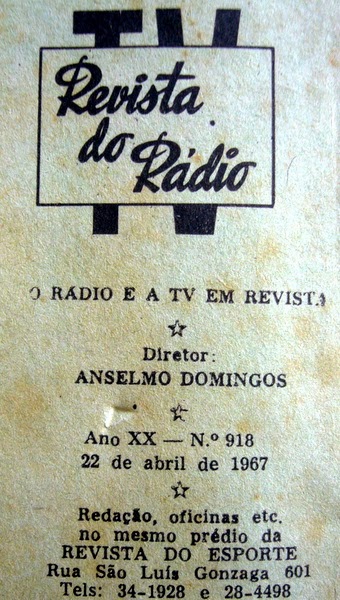 TV
Revista
do Rádio
O RÁDIO E A TV EM REVISTA
Diretor:
ANSELMO DOMINGOS
Ano XX — N.º 918
22 de abril de 1967
Redação, oficinas etc.
no mesmo prédio da
REVISTA DO ESPORTE
Rua São Luís Gonzaga 601
Tels: 34-1928 e 28-4498